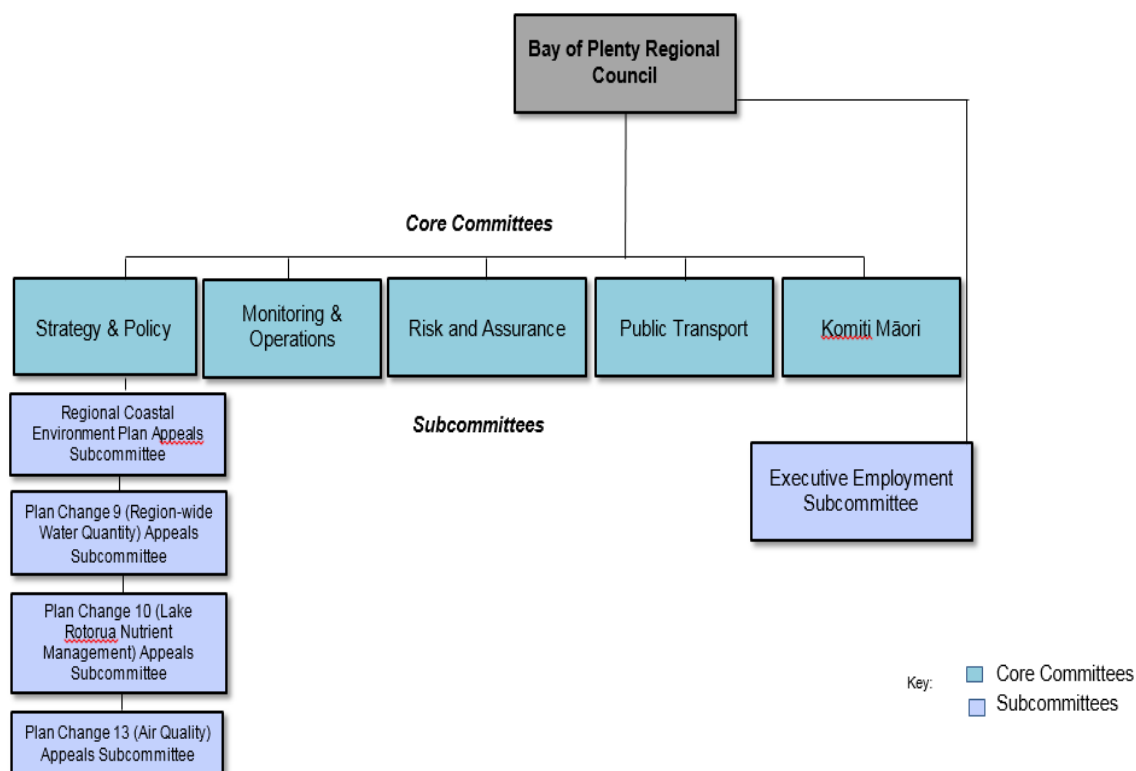 Bay of Plenty Regional
Council
Core Committees
Strategy & Policy
Monitoring &
Operations
Risk and Assurance
Public Transport
Komiti Māori
Subcommittees
Regional Coastal
Environment Plan Appeals
Subcommittee
Plan Change 9 (Region-wide
Water Quantity) Appeals
Subcommittee
Plan Change 10 (Lake
Rotorua Nutrient
Management) Appeals
Subcommittee
Plan Change 13 (Air Quality)
Appeals Subcommittee
Executive Employment
Subcommittee
Key:
Core Committees
Subcommittees